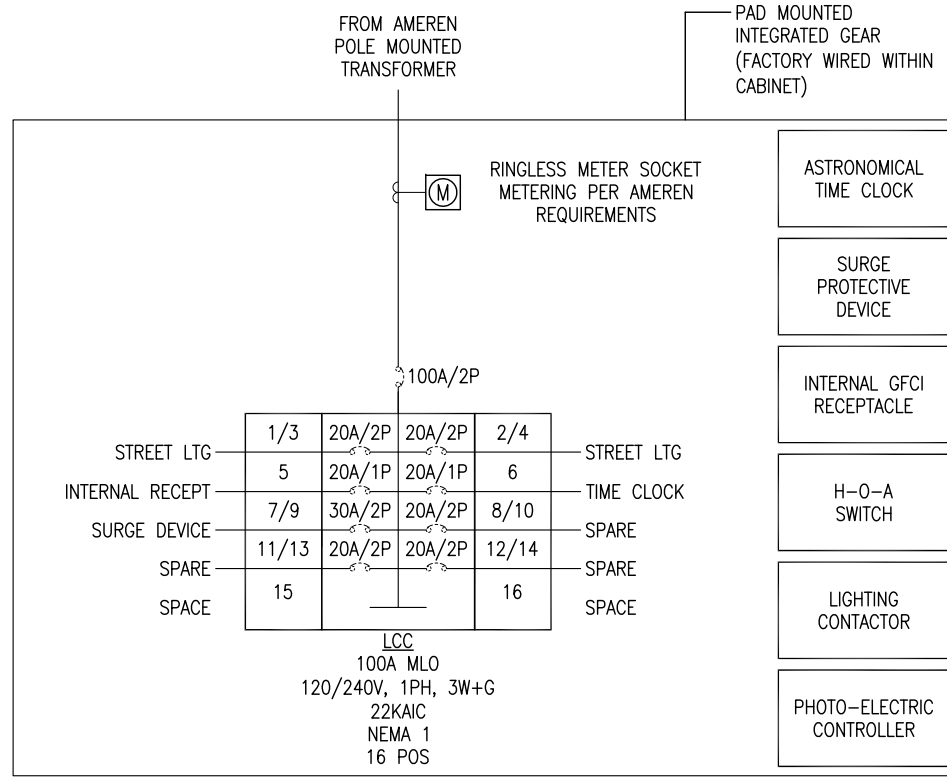 FROM AMEREN
POLE MOUNTED
TRANSFORMER
PAD MOUNTED
INTEGRATED GEAR
(FACTORY WIRED WITHIN
CABINET)
M
RINGLESS METER SOCKET
METERING PER AMEREN
REQUIREMENTS
ASTRONOMICAL
TIME CLOCK
SURGE
PROTECTIVE
DEVICE
INTERNAL GFCI
RECEPTACLE
H-O-A
SWITCH
LIGHTING
CONTACTOR
PHOTO-ELECTRIC
CONTROLLER
100A/2P
STREET LTG 1/3 20A/2P 20A/2P 2/4 STREET LTG
INTERNAL RECEPT 5 20A/1P 20A/1P 6 TIME CLOCK
SURGE DEVICE 7/9 30A/2P 20A/2P 8/10 SPARE
SPARE 11/13 20A/2P 20A/2P 12/14 SPARE
SPACE 15 16 SPACE
LCC
100A MLO
120/240V, 1PH, 3W+G
22KAIC
NEMA 1
16 POS